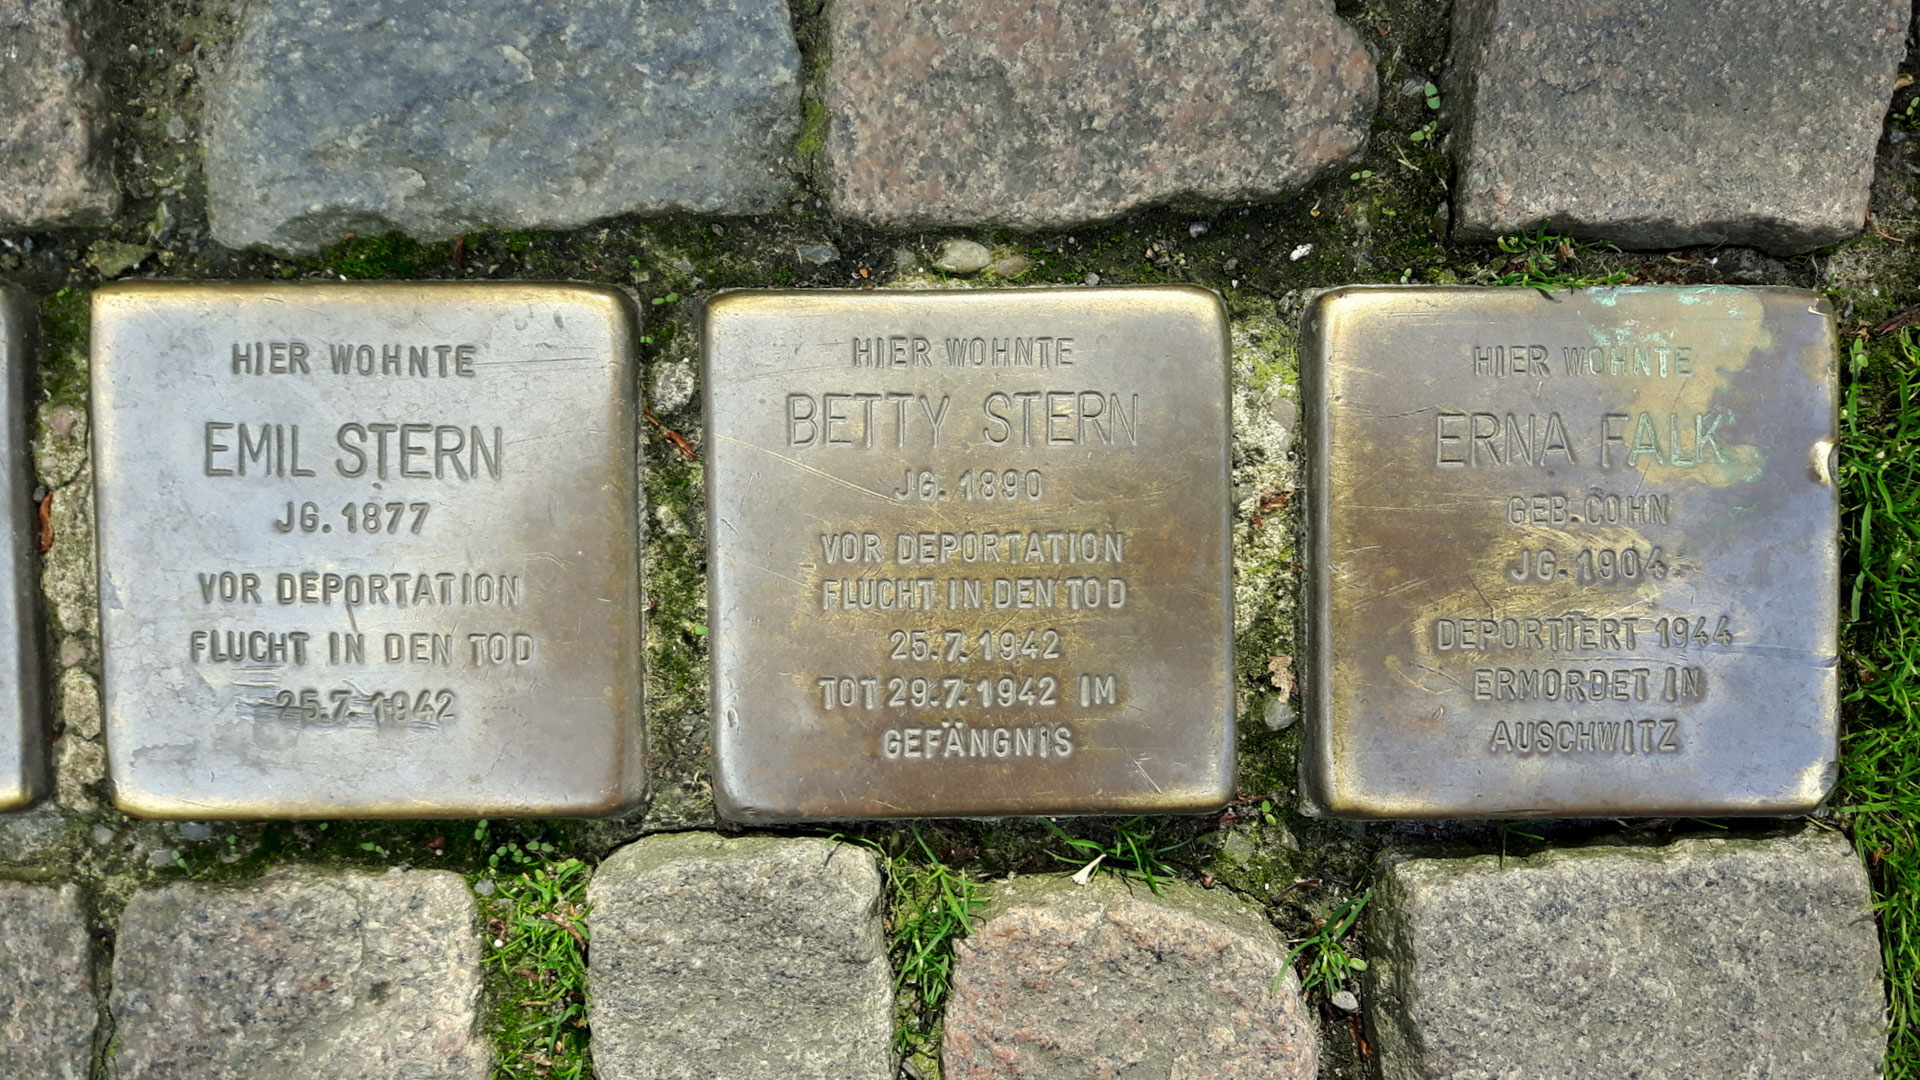 HIER WOHNTE
EMIL STERN
JG. 1877
VOR DEPORTATION
FLUCHT IN DEN TOD
25.7.1942
HIER WOHNTE
BETTY STERN
JG. 1890
VOR DEPORTATION
FLUCHT IN DEN TOD
25.7.1942
TOT 29.7.1942 IM
GEFÄNGNIS
HIER WOHNTE
ERNA FALK
GEB. COHN
JG. 1904
DEPORTIERT 1944
ERMORDET IN
AUSCHWITZ